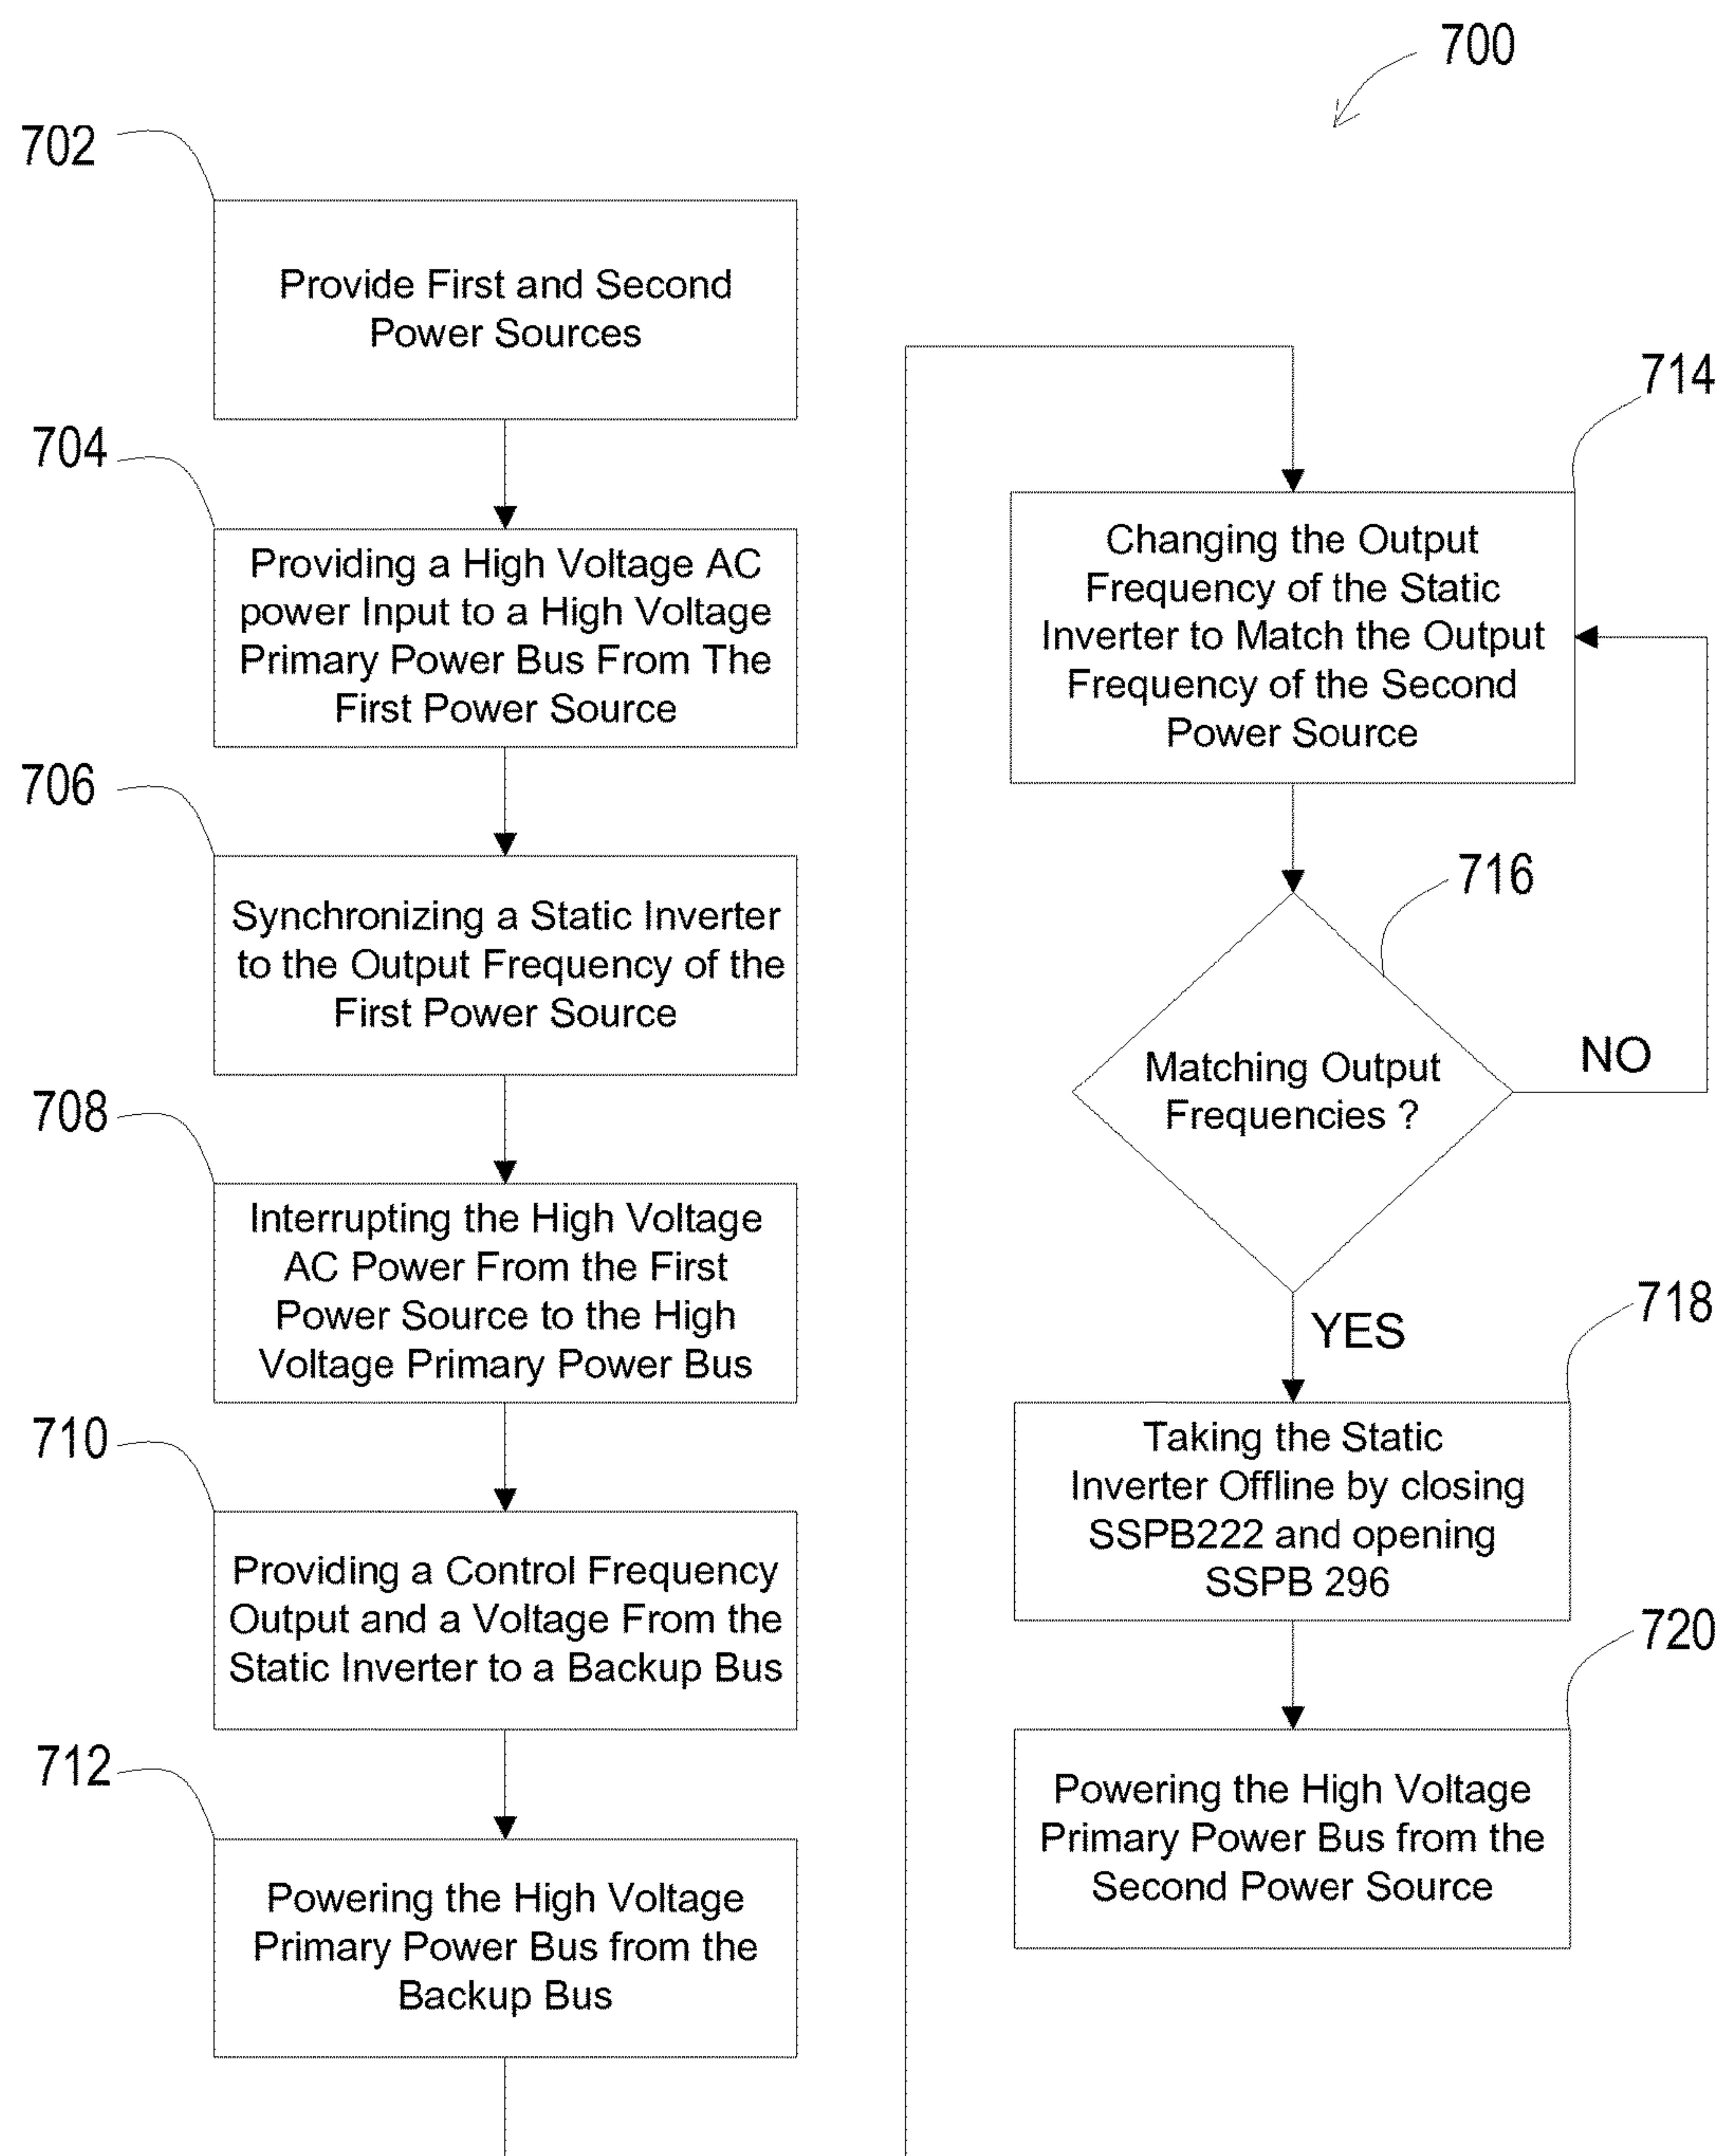 700
702
Provide First and Second
Power Sources
704
Providing a High Voltage AC
power Input to a High Voltage
Primary Power Bus From The
First Power Source
706
Synchronizing a Static Inverter
to the Output Frequency of the
First Power Source
708
Interrupting the High Voltage
AC Power From the First
Power Source to the High
Voltage Primary Power Bus
710
Providing a Control Frequency
Output and a Voltage From the
Static Inverter to a Backup Bus
712
Powering the High Voltage
Primary Power Bus from the
Backup Bus
714
Changing the Output
Frequency of the Static
Inverter to Match the Output
Frequency of the Second
Power Source
716
Matching Output
Frequencies ?
NO
YES
718
Taking the Static
Inverter Offline by closing
SSPB222 and opening
SSPB 296
720
Powering the High Voltage
Primary Power Bus from the
Second Power Source